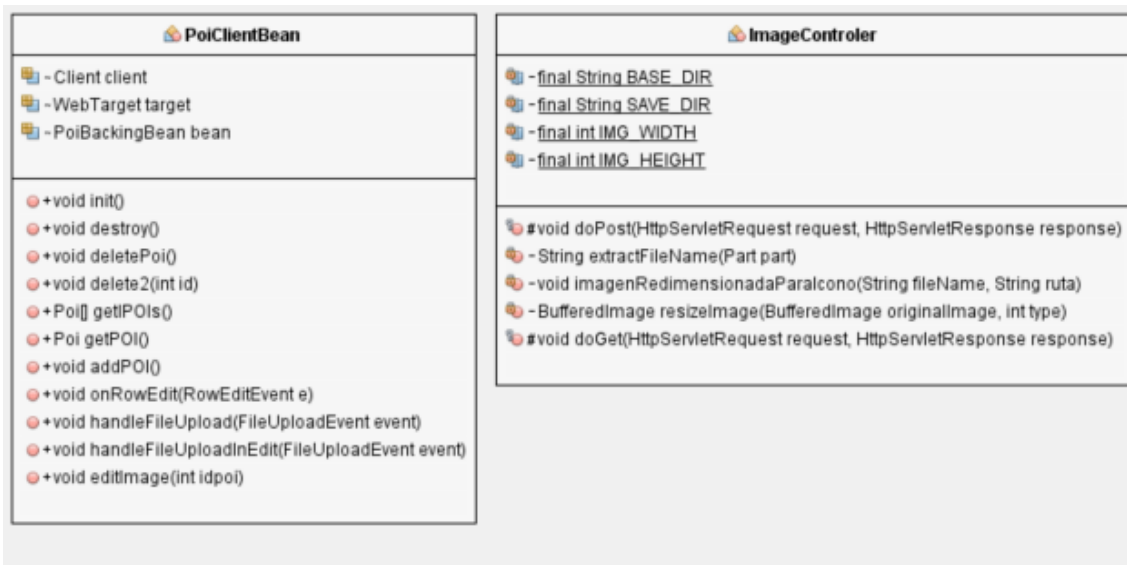 PoiClientBean
-Client client
-WebTarget target
-PoiBackingBean bean
+void init()
+void destroy()
+void deletePoi()
+void delete2(int id)
+Poi[] getIPOIs()
+Poi getPOI()
+void addPOI()
+void onRowEdit(RowEditEvent e)
+void handleFileUpload(FileUploadEvent event)
+void handleFileUploadInEdit(FileUploadEvent event)
+void editImage(int idpoi)
ImageControler
-final String BASE_DIR
-final String SAVE_DIR
-final int IMG_WIDTH
-final int IMG_HEIGHT
#void doPost(HttpServletRequest request, HttpServletResponse response)
-String extractFileName(Part part)
-void imagenRedimensionadaParaIcono(String fileName, String ruta)
-BufferedImage resizeImage(BufferedImage originalImage, int type)
#void doGet(HttpServletRequest request, HttpServletResponse response)